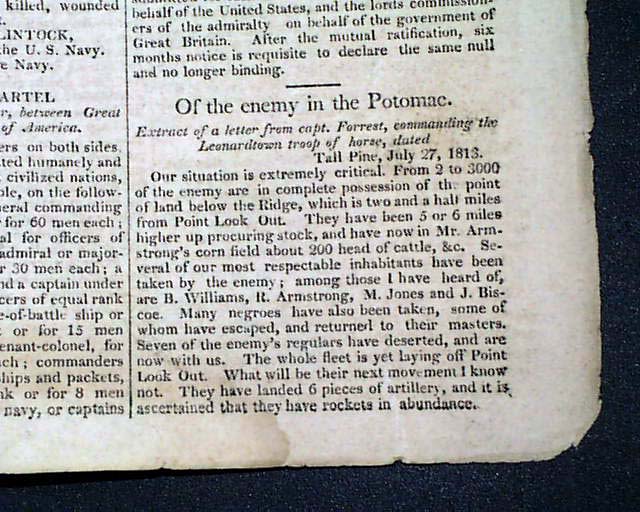 killed, wounded
LINTOCK,
the U. S. Navy.
Navy.
ARTEL
between Great
of America.
ers on both sides,
ted humanely and
civilized nations,
ble, on the follow-
eral commanding
for 60 men each;
al for officers of
admiral or major-
30 men each; a
nd a captain under
cers of equal rank
e-of-battle ship or
or for 15 men
tenant-colonel, for
ch; commanders
ships and packets,
nk or for 8 men
navy, or captains
behalf of the United States, and the lords commission-
ers of the admiralty on behalf of the government of
Great Britain. After the mutual ratification, six
months notice is requisite to declare the same null
and no longer binding.
Of the enemy in the Potomac.
Extract of a letter from capt. Forrest, commanding the
Leonardtown troop of horse, dated
Tall Pine, July 27, 1813.
Our situation is extremely critical. From 2 to 3000
of the enemy are in complete possession of the point
of land below the Ridge, which is two and a half miles
from Point Look Out. They have been 5 or 6 miles
higher up procuring stock, and have now in Mr. Arm-
strong's corn field about 200 head of cattle, &c. Se-
veral of our most respectable inhabitants have been
taken by the enemy; among those I have heard of,
are B. Williams, R. Armstrong, M. Jones and J. Bis-
coe. Many negroes have also been taken, some of
whom have escaped, and returned to their masters.
Seven of the enemy's regulars have deserted, and are
now with us. The whole fleet is yet laying off Point
Look Out. What will be their next movement I know
not. They have landed 6 pieces of artillery, and it is
ascertained that they have rockets in abundance.